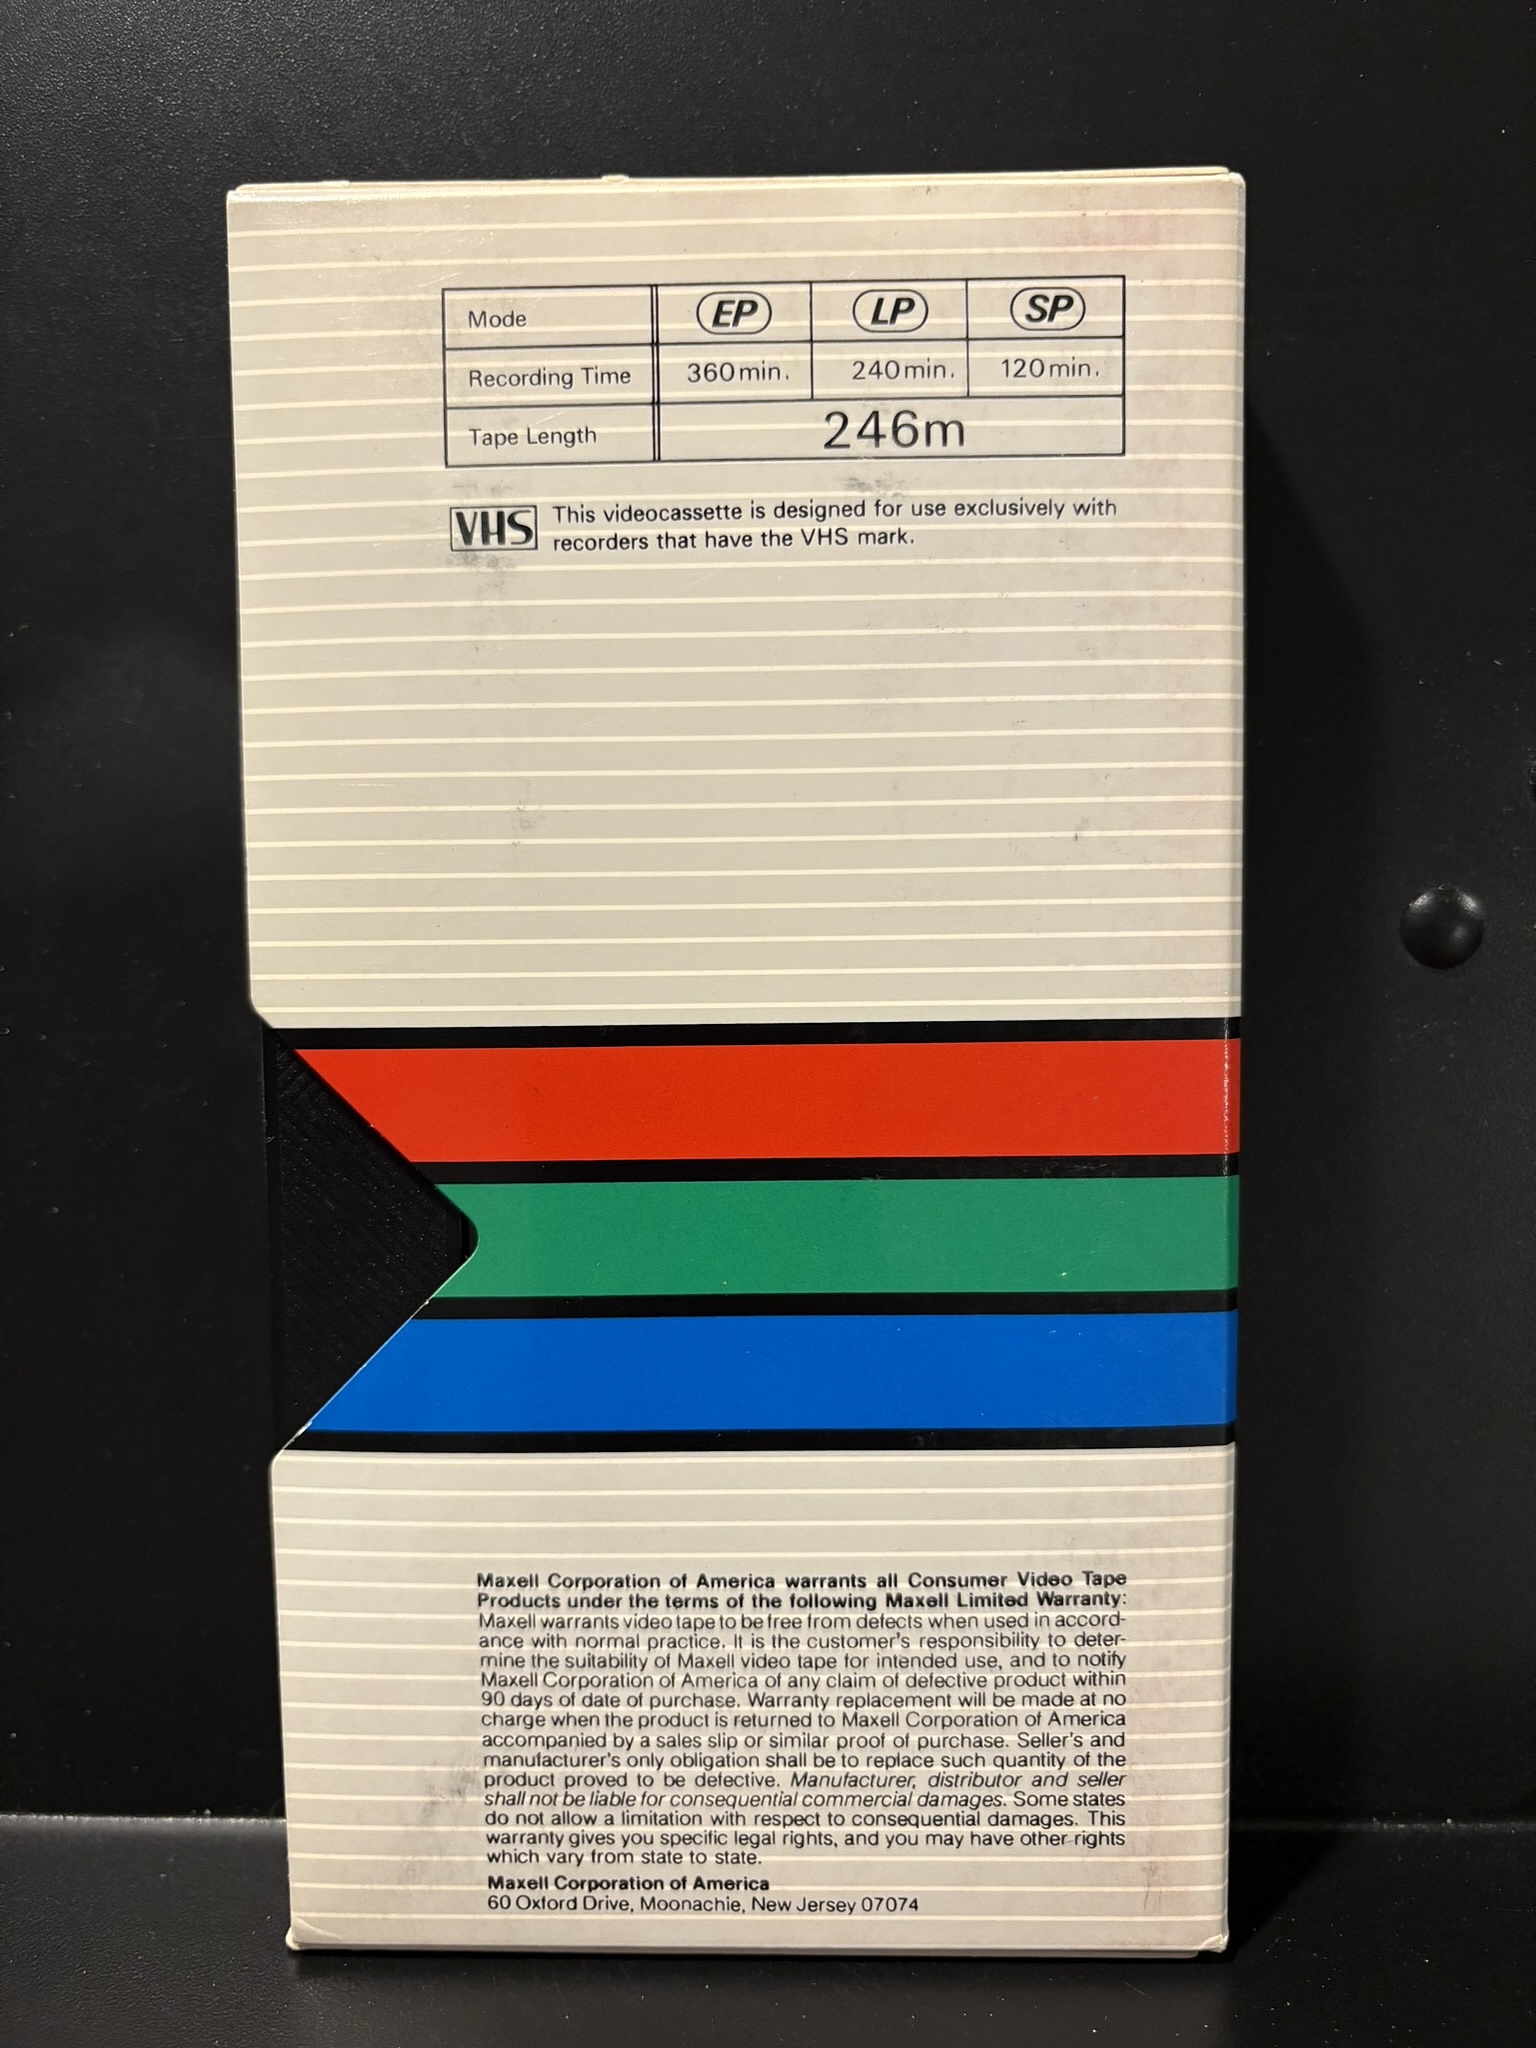 Mode EP LP SP
Recording Time 360min. 240min. 120min.
Tape Length 246m
VHS This videocassette is designed for use exclusively with
recorders that have the VHS mark.
Maxell Corporation of America warrants all Consumer Video Tape
Products under the terms of the following Maxell Limited Warranty:
Maxell warrants video tape to be free from defects when used in accord-
ance with normal practice. It is the customer's responsibility to deter-
mine the suitability of Maxell video tape for intended use, and to notify
Maxell Corporation of America of any claim of defective product within
90 days of date of purchase. Warranty replacement will be made at no
charge when the product is returned to Maxell Corporation of America
accompanied by a sales slip or similar proof of purchase. Seller's and
manufacturer's only obligation shall be to replace such quantity of the
product proved to be defective. Manufacturer, distributor and seller
shall not be liable for consequential commercial damages. Some states
do not allow a limitation with respect to consequential damages. This
warranty gives you specific legal rights, and you may have other rights
which vary from state to state.
Maxell Corporation of America
60 Oxford Drive, Moonachie, New Jersey 07074